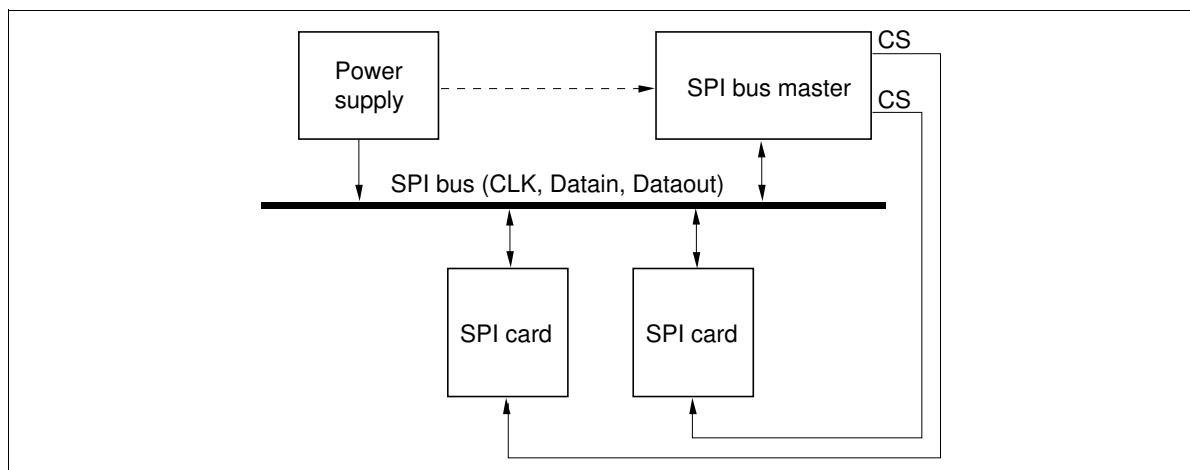 Power
supply
SPI bus master
CS
CS
SPI bus (CLK, Datain, Dataout)
SPI card
SPI card